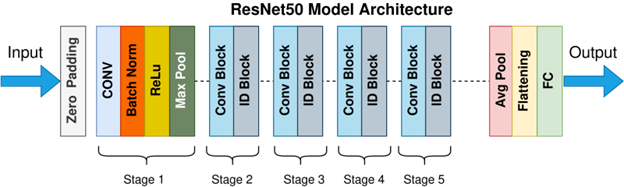 ResNet50 Model Architecture
Input
Zero Padding
CONV
Batch Norm
ReLu
Max Pool
Conv Block
ID Block
Conv Block
ID Block
Conv Block
ID Block
Conv Block
ID Block
Avg Pool
Flattening
FC
Output
Stage 1
Stage 2
Stage 3
Stage 4
Stage 5